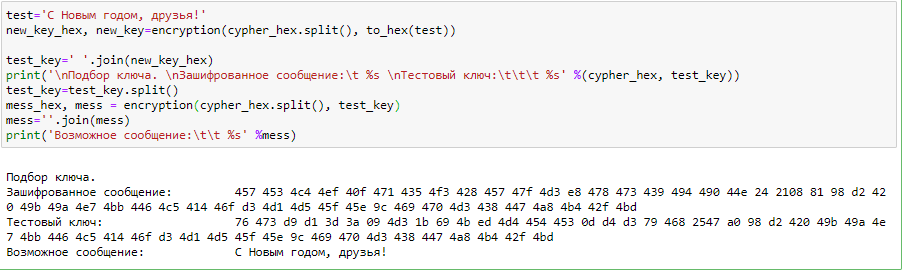 test='С Новым годом, друзья!'
new_key_hex, new_key=encryption(cypher_hex.split(), to_hex(test))
test_key=' '.join(new_key_hex)
print('\nПодбор ключа. \nЗашифрованное сообщение:\t %s \nТестовый ключ:\t\t\t %s' %(cypher_hex, test_key))
test_key=test_key.split()
mess_hex, mess = encryption(cypher_hex.split(), test_key)
mess=''.join(mess)
print('Возможное сообщение:\t\t %s' %mess)
Подбор ключа.
Зашифрованное сообщение: 457 453 4c4 4ef 40f 471 435 4f3 428 457 47f 4d3 e8 478 473 439 494 490 44e 24 2108 81 98 d2 42
0 49b 49a 4e7 4bb 446 4c5 414 46f d3 4d1 4d5 45f 45e 9c 469 470 4d3 438 447 4a8 4b4 42f 4bd
Тестовый ключ: 76 473 d9 d1 3d 3a 09 4d3 1b 69 4b ed 4d4 454 453 0d d4 d3 79 468 2547 a0 98 d2 420 49b 49a 4e
7 4bb 446 4c5 414 46f d3 4d1 4d5 45f 45e 9c 469 470 4d3 438 447 4a8 4b4 42f 4bd
Возможное сообщение: С Новым годом, друзья!